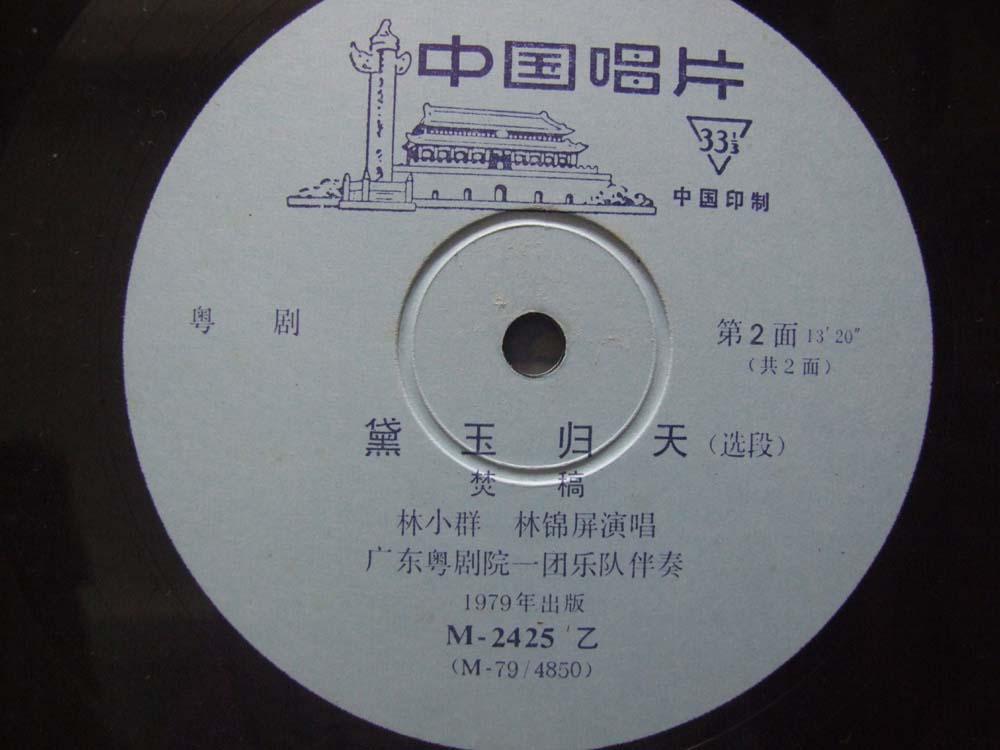 中国唱片
33⅓
中国印制
粤剧
第2面 13′20″
（共2面）
黛玉归天（选段）
焚稿
林小群 林锦屏演唱
广东粤剧院一团乐队伴奏
1979年出版
M-2425 乙
(M-79/4850)